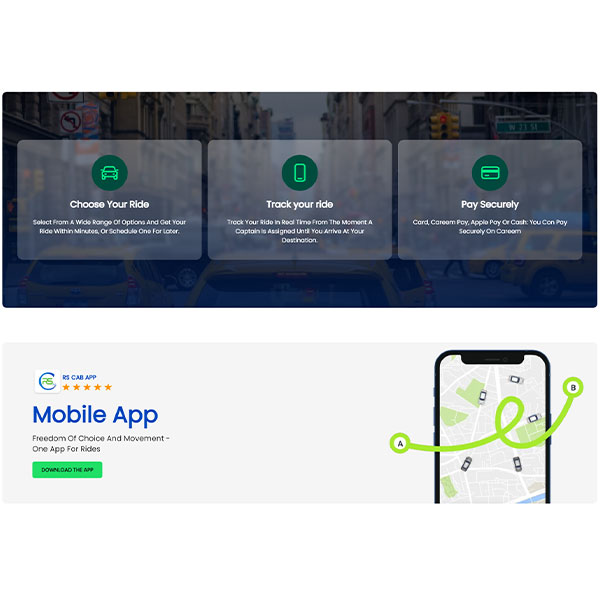 W 21 ST
Choose Your Ride
Select From A Wide Range Of Options And Get Your
Ride Within Minutes, Or Schedule One For Later.
Track your ride
Track Your Ride In Real Time From The Moment A
Captain Is Assigned Until You Arrive At Your
Destination.
Pay Securely
Card, Careem Pay, Apple Pay Or Cash: You Can Pay
Securely On Careem
RS
RS CAB APP
Mobile App
Freedom Of Choice And Movement -
One App For Rides
DOWNLOAD THE APP
A
B